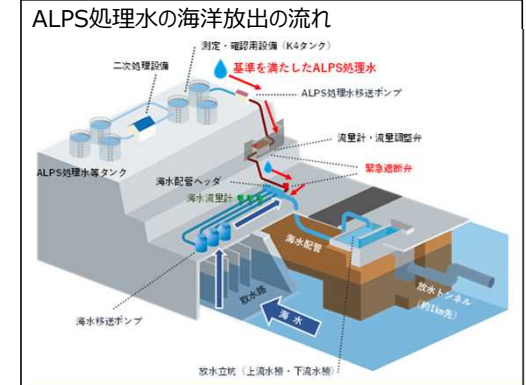 ALPS処理水の海洋放出の流れ
測定・確認用設備（K4タンク）
二次処理設備
基準を満たしたALPS処理水
ALPS処理水移送ポンプ
流量計・流量調整弁
ALPS処理水等タンク
緊急遮断弁
海水配管ヘッダ
海水流量計
海水配管
放水トンネル
（約1km先）
取水路
海水
海水移送ポンプ
放水立坑（上流水槽・下流水槽）